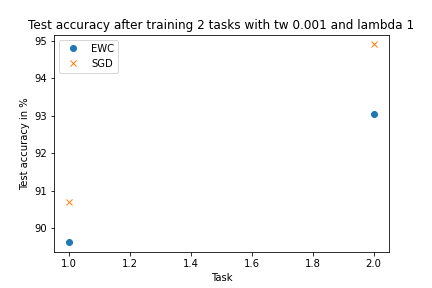 Test accuracy after training 2 tasks with tw 0.001 and lambda 1
EWC
SGD
Test accuracy in %
95
94
93
92
91
90
1.0 1.2 1.4 1.6 1.8 2.0
Task